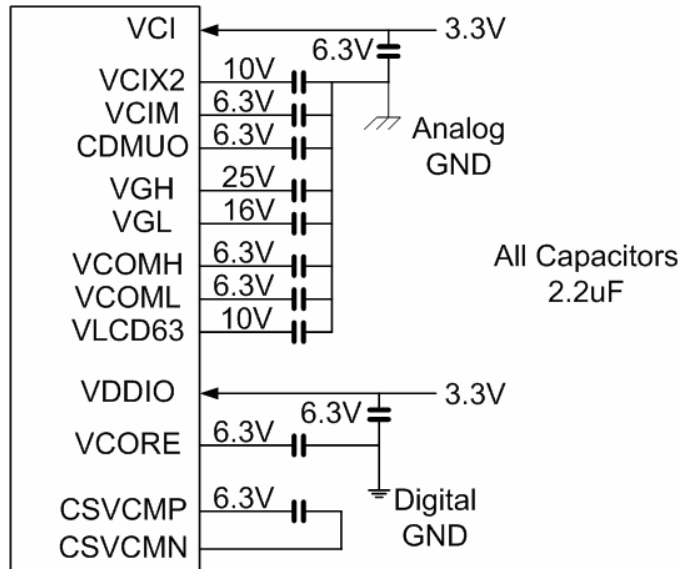 VCI
3.3V
6.3V
VCIX2
10V
VCIM
6.3V
CDMUO
6.3V
Analog
GND
VGH
25V
VGL
16V
VCOMH
6.3V
VCOML
6.3V
VLCD63
10V
All Capacitors
2.2uF
VDDIO
3.3V
6.3V
VCORE
6.3V
CSVCMP
6.3V
Digital
GND
CSVCMN